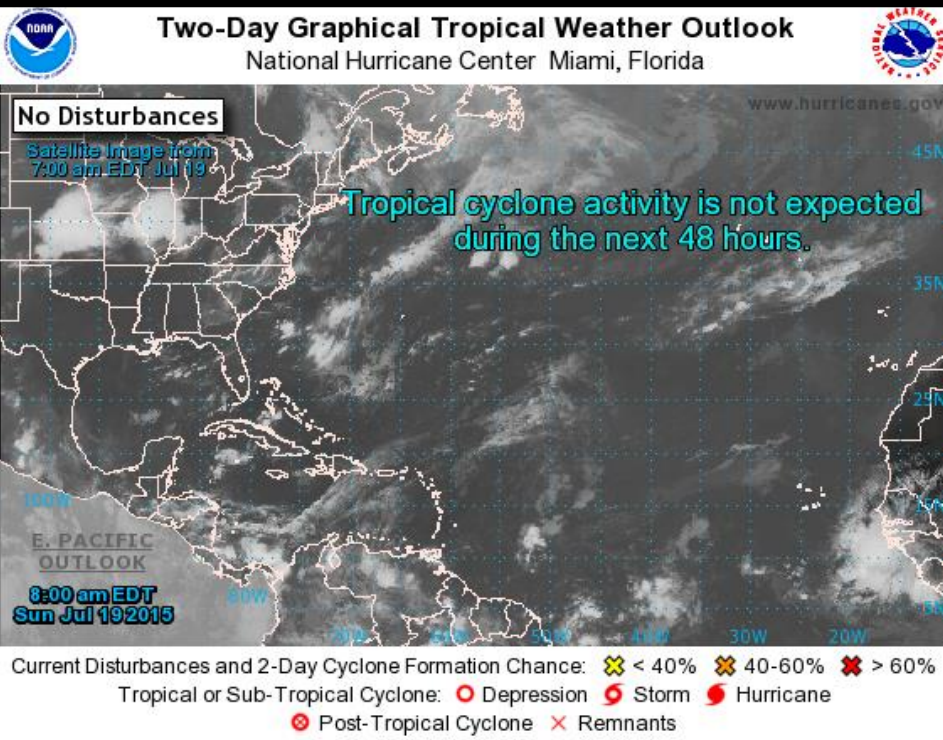 Two-Day Graphical Tropical Weather Outlook
National Hurricane Center Miami, Florida
NOAA
www.hurricanes.gov
No Disturbances
Satellite Image from
7:00 am EDT Jul 19
45N
Tropical cyclone activity is not expected
during the next 48 hours.
35N
25N
100W
15N
E. PACIFIC
OUTLOOK
8:00 am EDT
Sun Jul 19 2015
80W
5N
70W 60W 50W 40W 30W 20W
Current Disturbances and 2-Day Cyclone Formation Chance: < 40% 40-60% > 60%
Tropical or Sub-Tropical Cyclone: Depression Storm Hurricane
Post-Tropical Cyclone Remnants